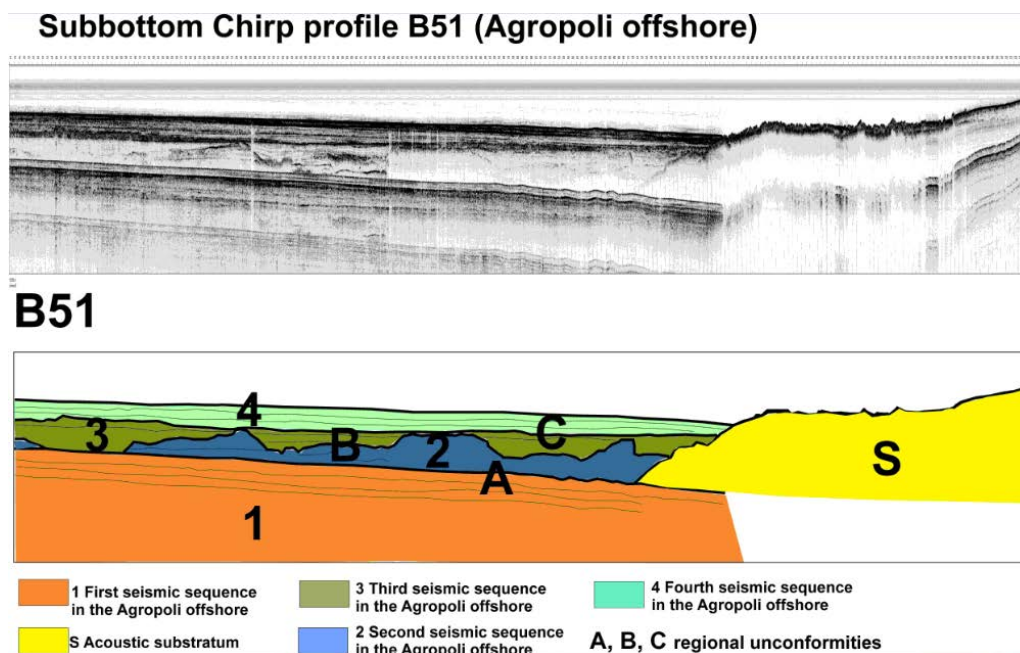 Subbottom Chirp profile B51 (Agropoli offshore)
B51
4
3
B
2
C
A
S
1
1 First seismic sequence
in the Agropoli offshore
3 Third seismic sequence
in the Agropoli offshore
4 Fourth seismic sequence
in the Agropoli offshore
S Acoustic substratum
2 Second seismic sequence
in the Agropoli offshore
A, B, C regional unconformities